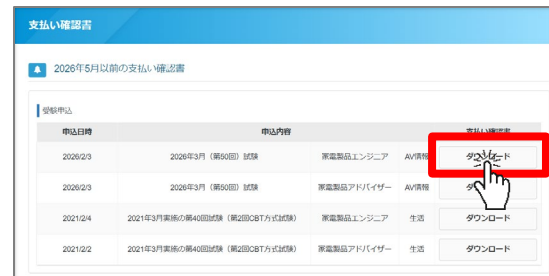 支払い確認書
2026年5月以前の支払い確認書
受験申込
申込日時 申込内容 支払い確認書
2026/2/3 2026年3月（第50回）試験 家電製品エンジニア AV情報 ダウンロード
2026/2/3 2026年3月（第50回）試験 家電製品アドバイザー AV情報
2021/2/4 2021年3月実施の第40回試験（第2回CBT方式試験） 家電製品エンジニア 生活 ダウンロード
2021/2/2 2021年3月実施の第40回試験（第2回CBT方式試験） 家電製品アドバイザー 生活 ダウンロード